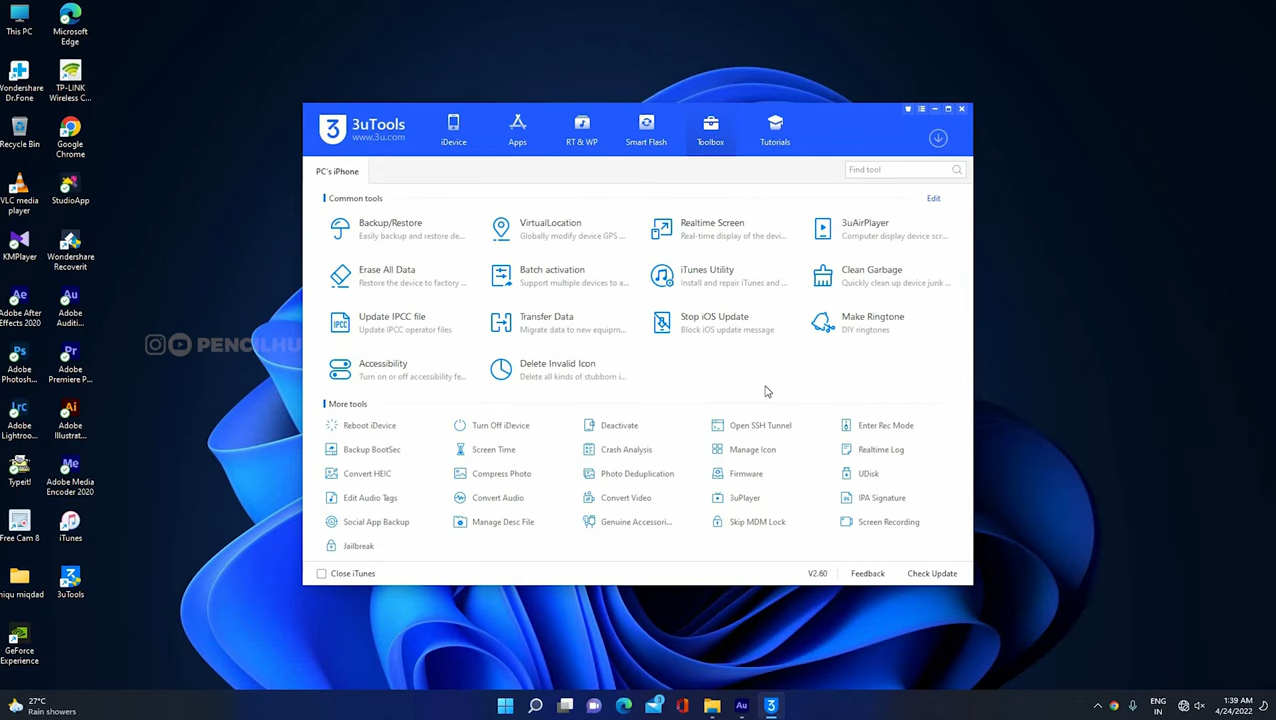 This PC
Microsoft
Edge
Wondershare
Dr.Fone
TP-LINK
Wireless C...
Recycle Bin
Google
Chrome
VLC media
player
StudioApp
KMPlayer
Wondershare
Recoverit
Adobe After
Effects 2020
Adobe
Auditi...
Adobe
Photosh...
Adobe
Premiere P...
Adobe
Lightroo...
Adobe
Illustrat...
Typeit!
Adobe Media
Encoder 2020
Free Cam 8
iTunes
niqu miqdad
3uTools
GeForce
Experience
PENCILHU
3uTools
www.3u.com
iDevice
Apps
RT & WP
Smart Flash
Toolbox
Tutorials
PC's iPhone
Find tool
Common tools
Edit
Backup/Restore
Easily backup and restore de...
VirtualLocation
Globally modify device GPS ...
Realtime Screen
Real-time display of the devi...
3uAirPlayer
Computer display device scr...
Erase All Data
Restore the device to factory ...
Batch activation
Support multiple devices to a...
iTunes Utility
Install and repair iTunes and ...
Clean Garbage
Quickly clean up device junk ...
Update IPCC file
Update IPCC operator files
Transfer Data
Migrate data to new equipm...
Stop iOS Update
Block iOS update message
Make Ringtone
DIY ringtones
Accessibility
Turn on or off accessibility fe...
Delete Invalid Icon
Delete all kinds of stubborn i...
More tools
Reboot iDevice
Turn Off iDevice
Deactivate
Open SSH Tunnel
Enter Rec Mode
Backup BootSec
Screen Time
Crash Analysis
Manage Icon
Realtime Log
Convert HEIC
Compress Photo
Photo Deduplication
Firmware
UDisk
Edit Audio Tags
Convert Audio
Convert Video
3uPlayer
IPA Signature
Social App Backup
Manage Desc File
Genuine Accessori...
Skip MDM Lock
Screen Recording
Jailbreak
Close iTunes
V2.60
Feedback
Check Update
27°C
Rain showers
ENG
IN
1:39 AM
4/24/2022